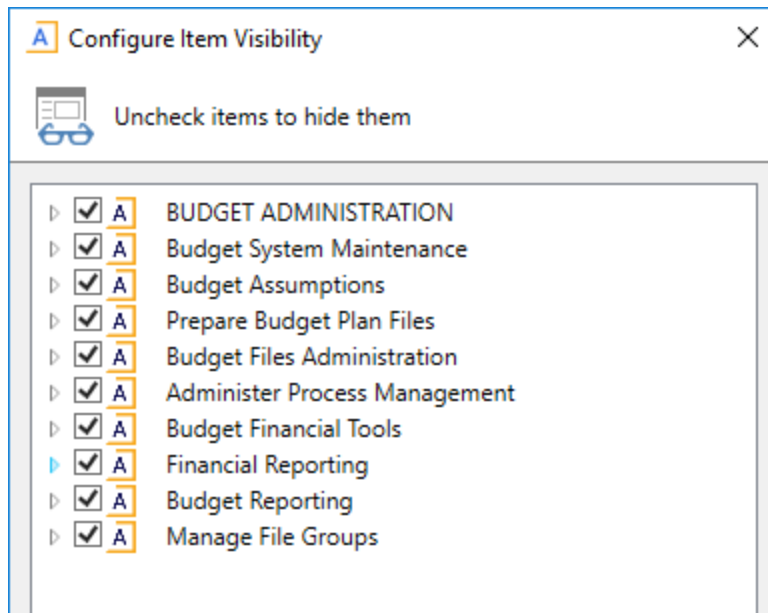 A Configure Item Visibility
Uncheck items to hide them
A BUDGET ADMINISTRATION
A Budget System Maintenance
A Budget Assumptions
A Prepare Budget Plan Files
A Budget Files Administration
A Administer Process Management
A Budget Financial Tools
A Financial Reporting
A Budget Reporting
A Manage File Groups